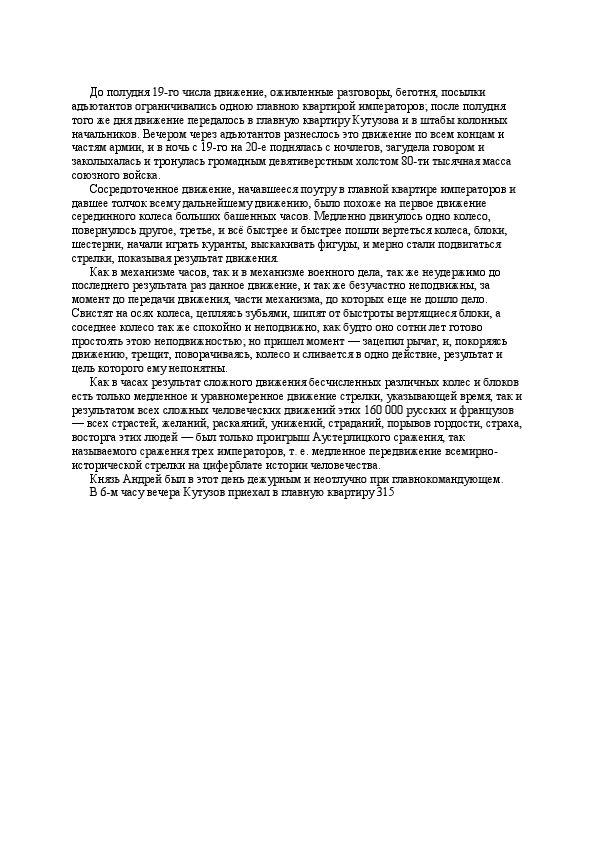 До полудня 19-го числа движение, оживленные разговоры, беготня, посылки
адъютантов ограничивались одною главною квартирой императоров; после полудня
того же дня движение передалось в главную квартиру Кутузова и в штабы колонных
начальников. Вечером через адъютантов разнеслось это движение по всем концам и
частям армии, и в ночь с 19-го на 20-е поднялась с ночлегов, загудела говором и
заколыхалась и тронулась громадным девятиверстным холстом 80-ти тысячная масса
союзного войска.
Сосредоточенное движение, начавшееся поутру в главной квартире императоров и
давшее толчок всему дальнейшему движению, было похоже на первое движение
серединного колеса больших башенных часов. Медленно двинулось одно колесо,
повернулось другое, третье, и всё быстрее и быстрее пошли вертеться колеса, блоки,
шестерни, начали играть куранты, выскакивать фигуры, и мерно стали подвигаться
стрелки, показывая результат движения.
Как в механизме часов, так и в механизме военного дела, так же неудержимо до
последнего результата раз данное движение, и так же безучастно неподвижны, за
момент до передачи движения, части механизма, до которых еще не дошло дело.
Свистят на осях колеса, цепляясь зубьями, шипят от быстроты вертящиеся блоки, а
соседнее колесо так же спокойно и неподвижно, как будто оно сотни лет готово
простоять этою неподвижностью; но пришел момент — зацепил рычаг, и, покоряясь
движению, трещит, поворачиваясь, колесо и сливается в одно действие, результат и
цель которого ему непонятны.
Как в часах результат сложного движения бесчисленных различных колес и блоков
есть только медленное и уравномеренное движение стрелки, указывающей время, так и
результатом всех сложных человеческих движений этих 160 000 русских и французов
— всех страстей, желаний, раскаяний, унижений, страданий, порывов гордости, страха,
восторга этих людей — был только проигрыш Аустерлицкого сражения, так
называемого сражения трех императоров, т. е. медленное передвижение всемирно-
исторической стрелки на циферблате истории человечества.
Князь Андрей был в этот день дежурным и неотлучно при главнокомандующем.
В 6-м часу вечера Кутузов приехал в главную квартиру 315